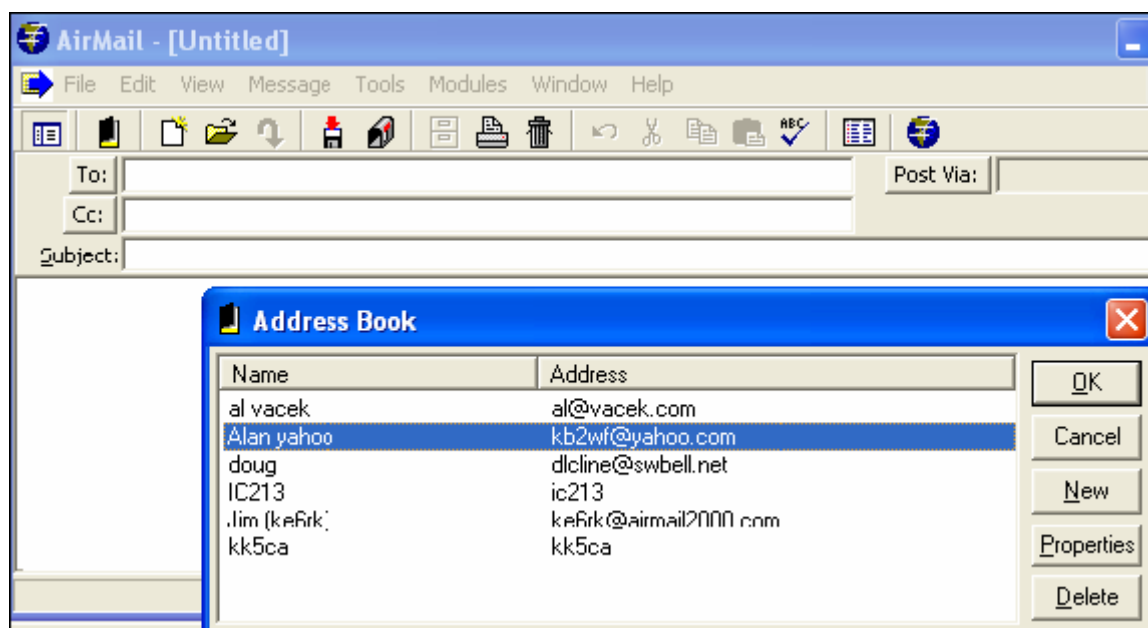 AirMail - [Untitled]
File Edit View Message Tools Modules Window Help
ABC
To: Post Via:
Cc:
Subject:
Address Book
Name Address
OK
al vacek al@vacek.com
Alan yahoo kb2wf@yahoo.com
Cancel
doug dlcline@swbell.net
IC213 ic213
New
Jim (ke6rk) ke6rk@airmail2000.com
kk5ca kk5ca
Properties
Delete